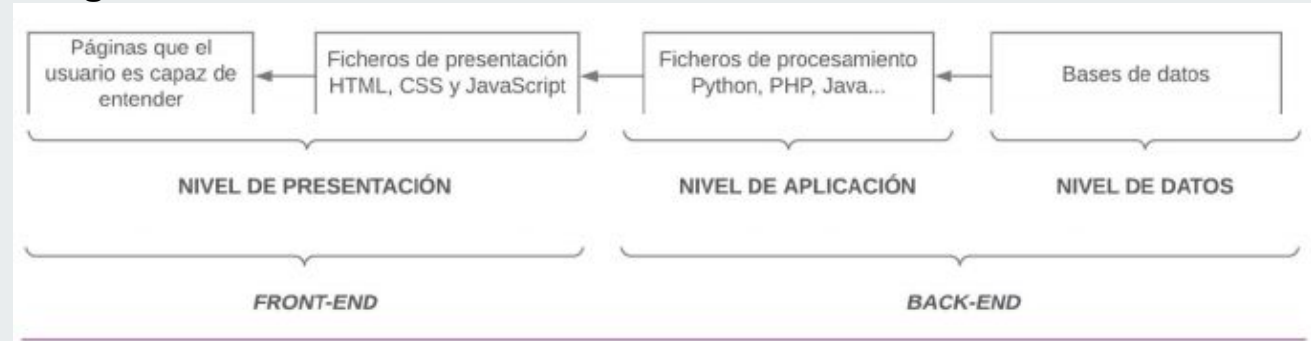 Páginas que el
usuario es capaz de
entender
Ficheros de presentación
HTML, CSS y JavaScript
Ficheros de procesamiento
Python, PHP, Java...
Bases de datos
NIVEL DE PRESENTACIÓN
NIVEL DE APLICACIÓN
NIVEL DE DATOS
FRONT-END
BACK-END